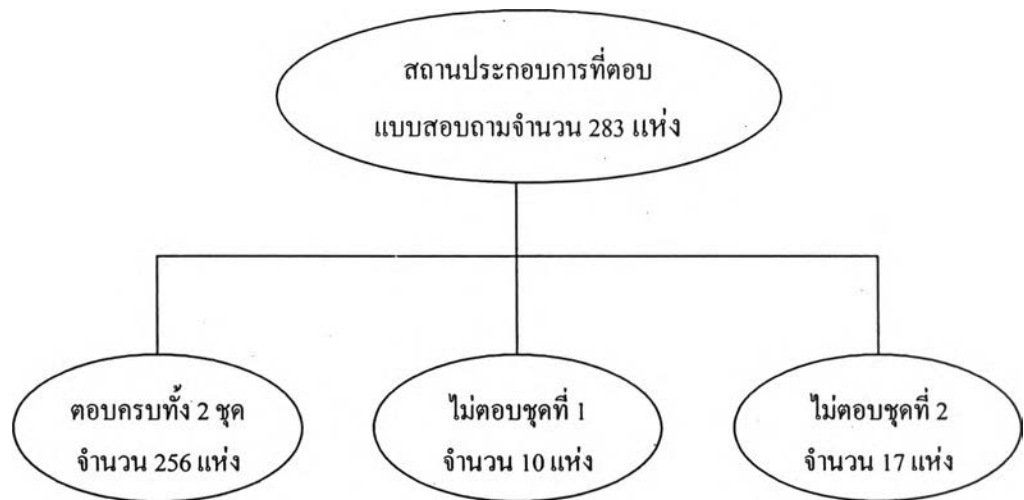 สถานประกอบการที่ตอบ
แบบสอบถามจำนวน 283 แห่ง
ตอบครบทั้ง 2 ชุด
จำนวน 256 แห่ง
ไม่ตอบชุดที่ 1
จำนวน 10 แห่ง
ไม่ตอบชุดที่ 2
จำนวน 17 แห่ง